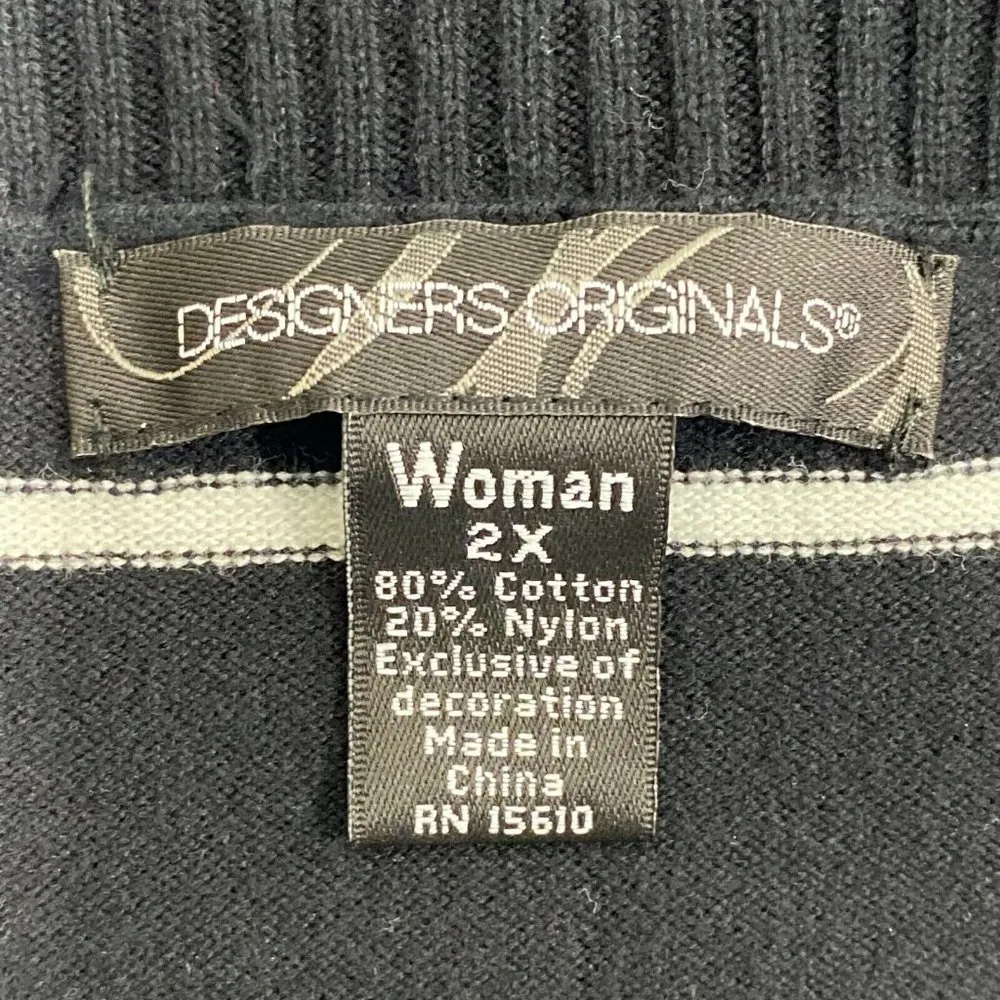 DESIGNERS ORIGINALS®
Woman
2X
80% Cotton
20% Nylon
Exclusive of
decoration
Made in
China
RN 15610